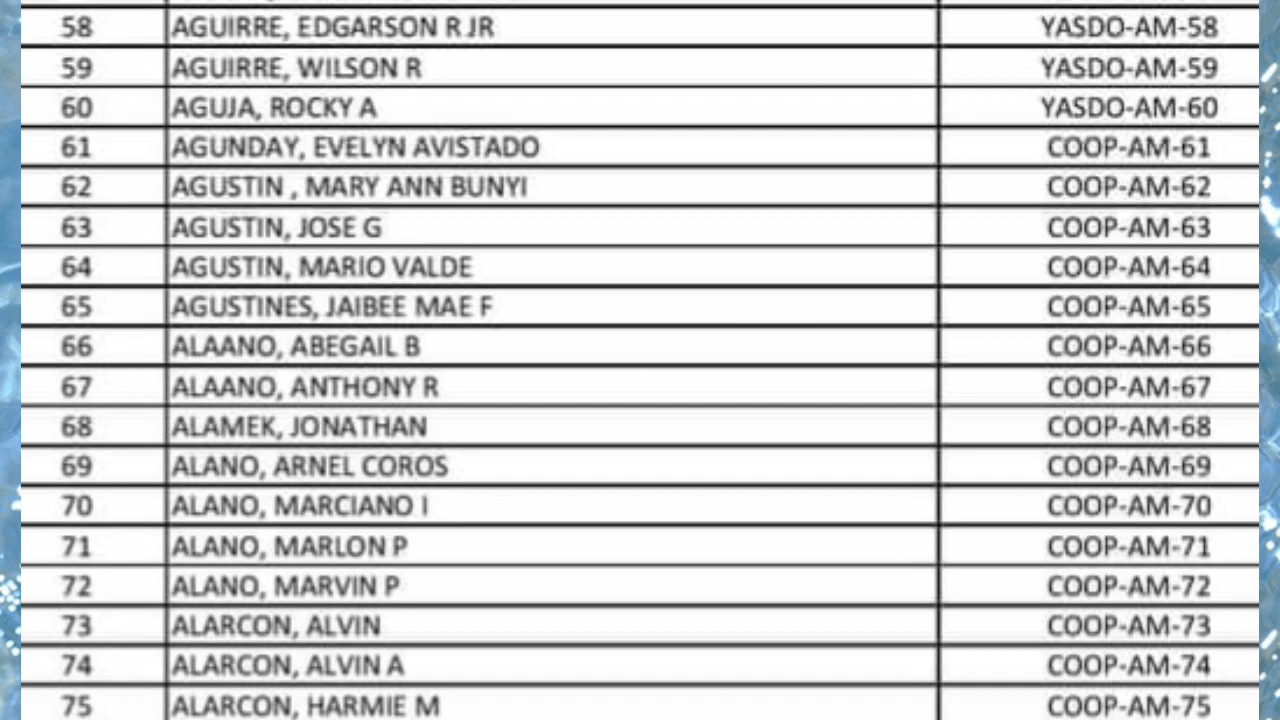 58 AGUIRRE, EDGARSON R JR YASDO-AM-58
59 AGUIRRE, WILSON R YASDO-AM-59
60 AGUJA, ROCKY A YASDO-AM-60
61 AGUNDAY, EVELYN AVISTADO COOP-AM-61
62 AGUSTIN , MARY ANN BUNYI COOP-AM-62
63 AGUSTIN, JOSE G COOP-AM-63
64 AGUSTIN, MARIO VALDE COOP-AM-64
65 AGUSTINES, JAIBEE MAE F COOP-AM-65
66 ALAANO, ABEGAIL B COOP-AM-66
67 ALAANO, ANTHONY R COOP-AM-67
68 ALAMEK, JONATHAN COOP-AM-68
69 ALANO, ARNEL COROS COOP-AM-69
70 ALANO, MARCIANO I COOP-AM-70
71 ALANO, MARLON P COOP-AM-71
72 ALANO, MARVIN P COOP-AM-72
73 ALARCON, ALVIN COOP-AM-73
74 ALARCON, ALVIN A COOP-AM-74
75 ALARCON, HARMIE M COOP-AM-75